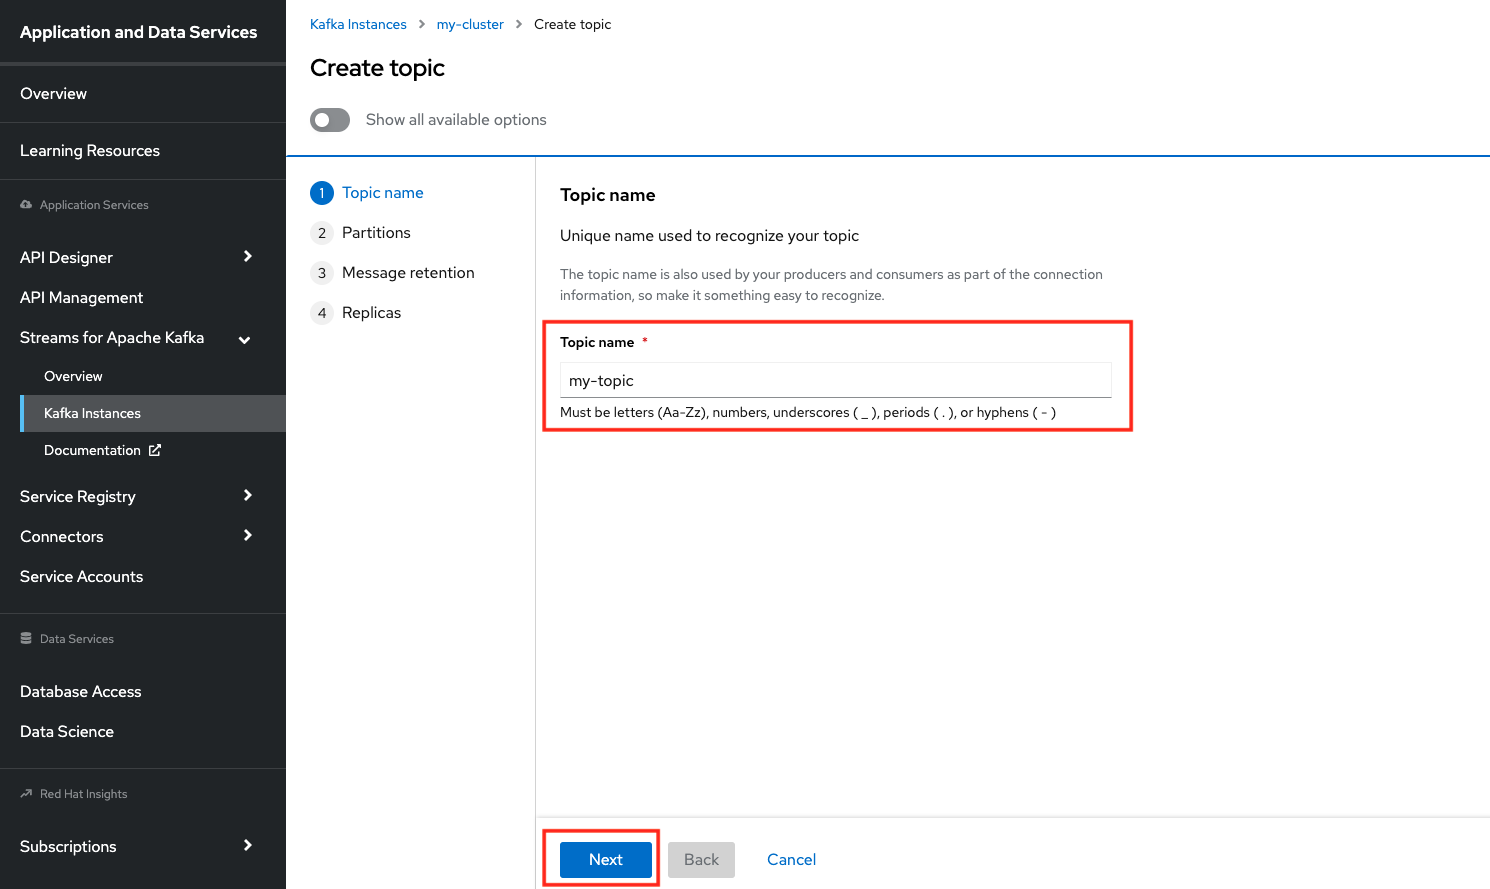 Application and Data Services
Overview
Learning Resources
Application Services
API Designer
API Management
Streams for Apache Kafka
Overview
Kafka Instances
Documentation
Service Registry
Connectors
Service Accounts
Data Services
Database Access
Data Science
Red Hat Insights
Subscriptions
Kafka Instances > my-cluster > Create topic
Create topic
Show all available options
1 Topic name
2 Partitions
3 Message retention
4 Replicas
Topic name
Unique name used to recognize your topic
The topic name is also used by your producers and consumers as part of the connection
information, so make it something easy to recognize.
Topic name *
my-topic
Must be letters (Aa-Zz), numbers, underscores ( _ ), periods ( . ), or hyphens ( - )
Next Back Cancel